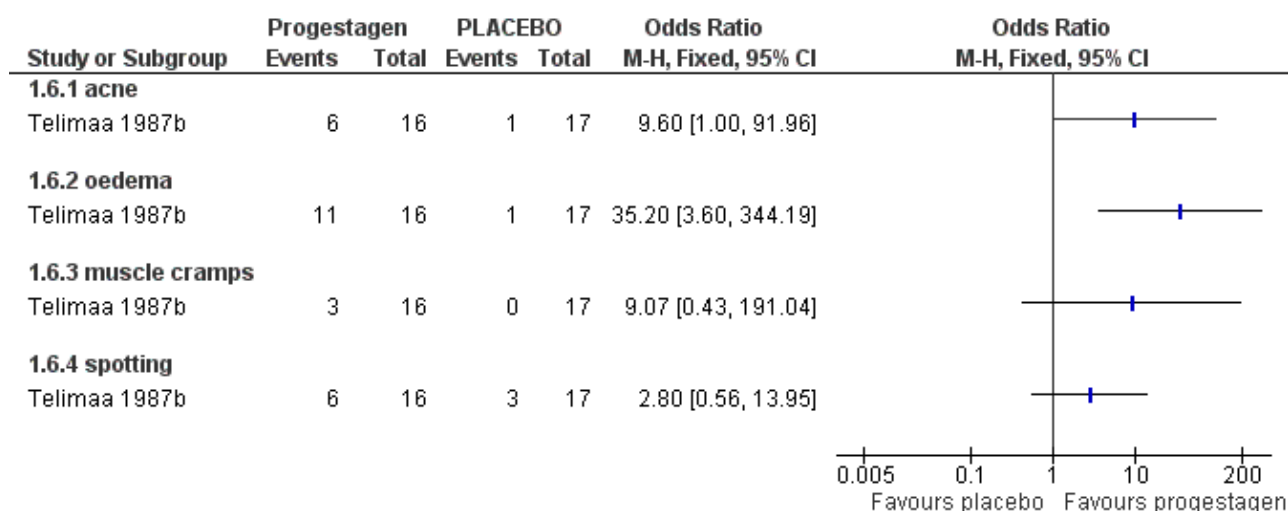 Progestagen PLACEBO Odds Ratio Odds Ratio
Study or Subgroup Events Total Events Total M-H, Fixed, 95% CI M-H, Fixed, 95% CI
1.6.1 acne
Telimaa 1987b 6 16 1 17 9.60 [1.00, 91.96]
1.6.2 oedema
Telimaa 1987b 11 16 1 17 35.20 [3.60, 344.19]
1.6.3 muscle cramps
Telimaa 1987b 3 16 0 17 9.07 [0.43, 191.04]
1.6.4 spotting
Telimaa 1987b 6 16 3 17 2.80 [0.56, 13.95]
0.005 0.1 1 10 200
Favours placebo Favours progestagen